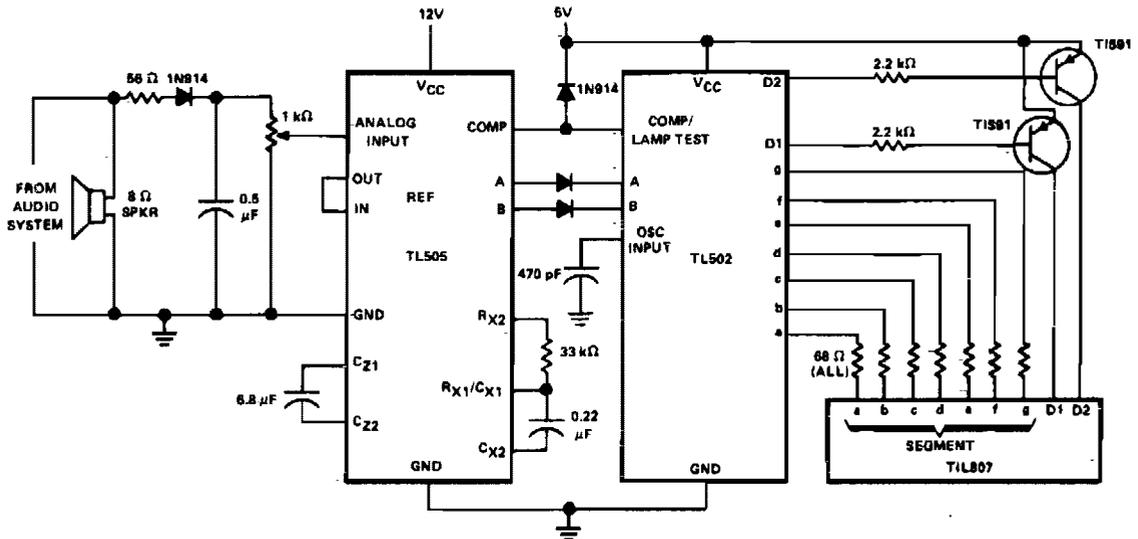 12V
5V
TIS91
56 Ω 1N914
2.2 kΩ
VCC
VCC
D2
1N914
1 kΩ
ANALOG
INPUT
COMP
COMP/
LAMP TEST
TIS91
D1
2.2 kΩ
g
OUT
IN
REF
A
B
A
B
f
e
FROM
AUDIO
SYSTEM
8 Ω
SPKR
0.5
µF
OSC
INPUT
TL505
TL502
d
470 pF
c
b
a
GND
RX2
33 kΩ
68 Ω
(ALL)
CZ1
6.8 µF
CZ2
RX1/CX1
0.22
µF
CX2
a b c d e f g D1 D2
SEGMENT
TIL807
GND
GND